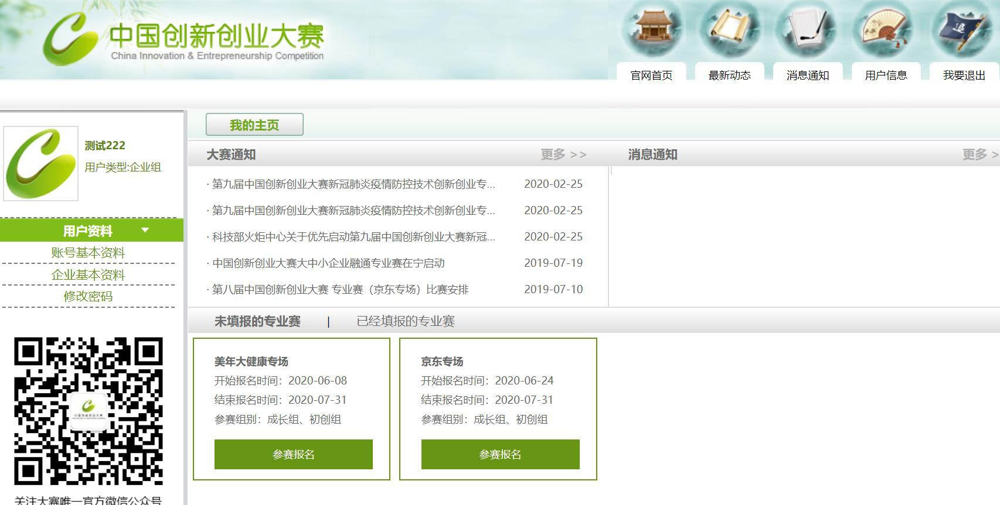 中国创新创业大赛
China Innovation & Entrepreneurship Competition
官网首页
最新动态
消息通知
用户信息
退
我要退出
测试222
用户类型:企业组
用户资料
账号基本资料
企业基本资料
修改密码
中国创新创业大赛
关注大赛唯一官方微信公众号
我的主页
大赛通知
更多 >>
· 第九届中国创新创业大赛新冠肺炎疫情防控技术创新创业专... 2020-02-25
· 第九届中国创新创业大赛新冠肺炎疫情防控技术创新创业专... 2020-02-25
· 科技部火炬中心关于优先启动第九届中国创新创业大赛新冠... 2020-02-25
· 中国创新创业大赛大中小企业融通专业赛在宁启动 2019-07-19
· 第八届中国创新创业大赛 专业赛（京东专场）比赛安排 2019-07-10
消息通知
更多 >
未填报的专业赛 | 已经填报的专业赛
美年大健康专场
开始报名时间：2020-06-08
结束报名时间：2020-07-31
参赛组别：成长组、初创组
参赛报名
京东专场
开始报名时间：2020-06-24
结束报名时间：2020-07-31
参赛组别：成长组、初创组
参赛报名